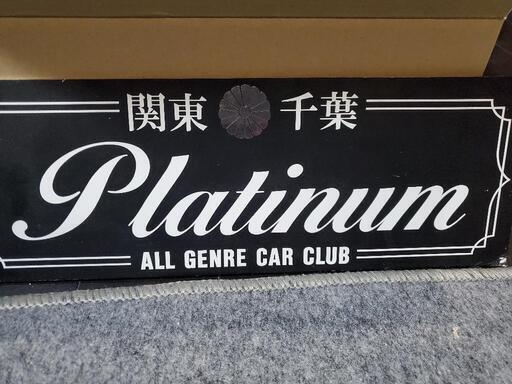 関東 千葉
Platinum
ALL GENRE CAR CLUB